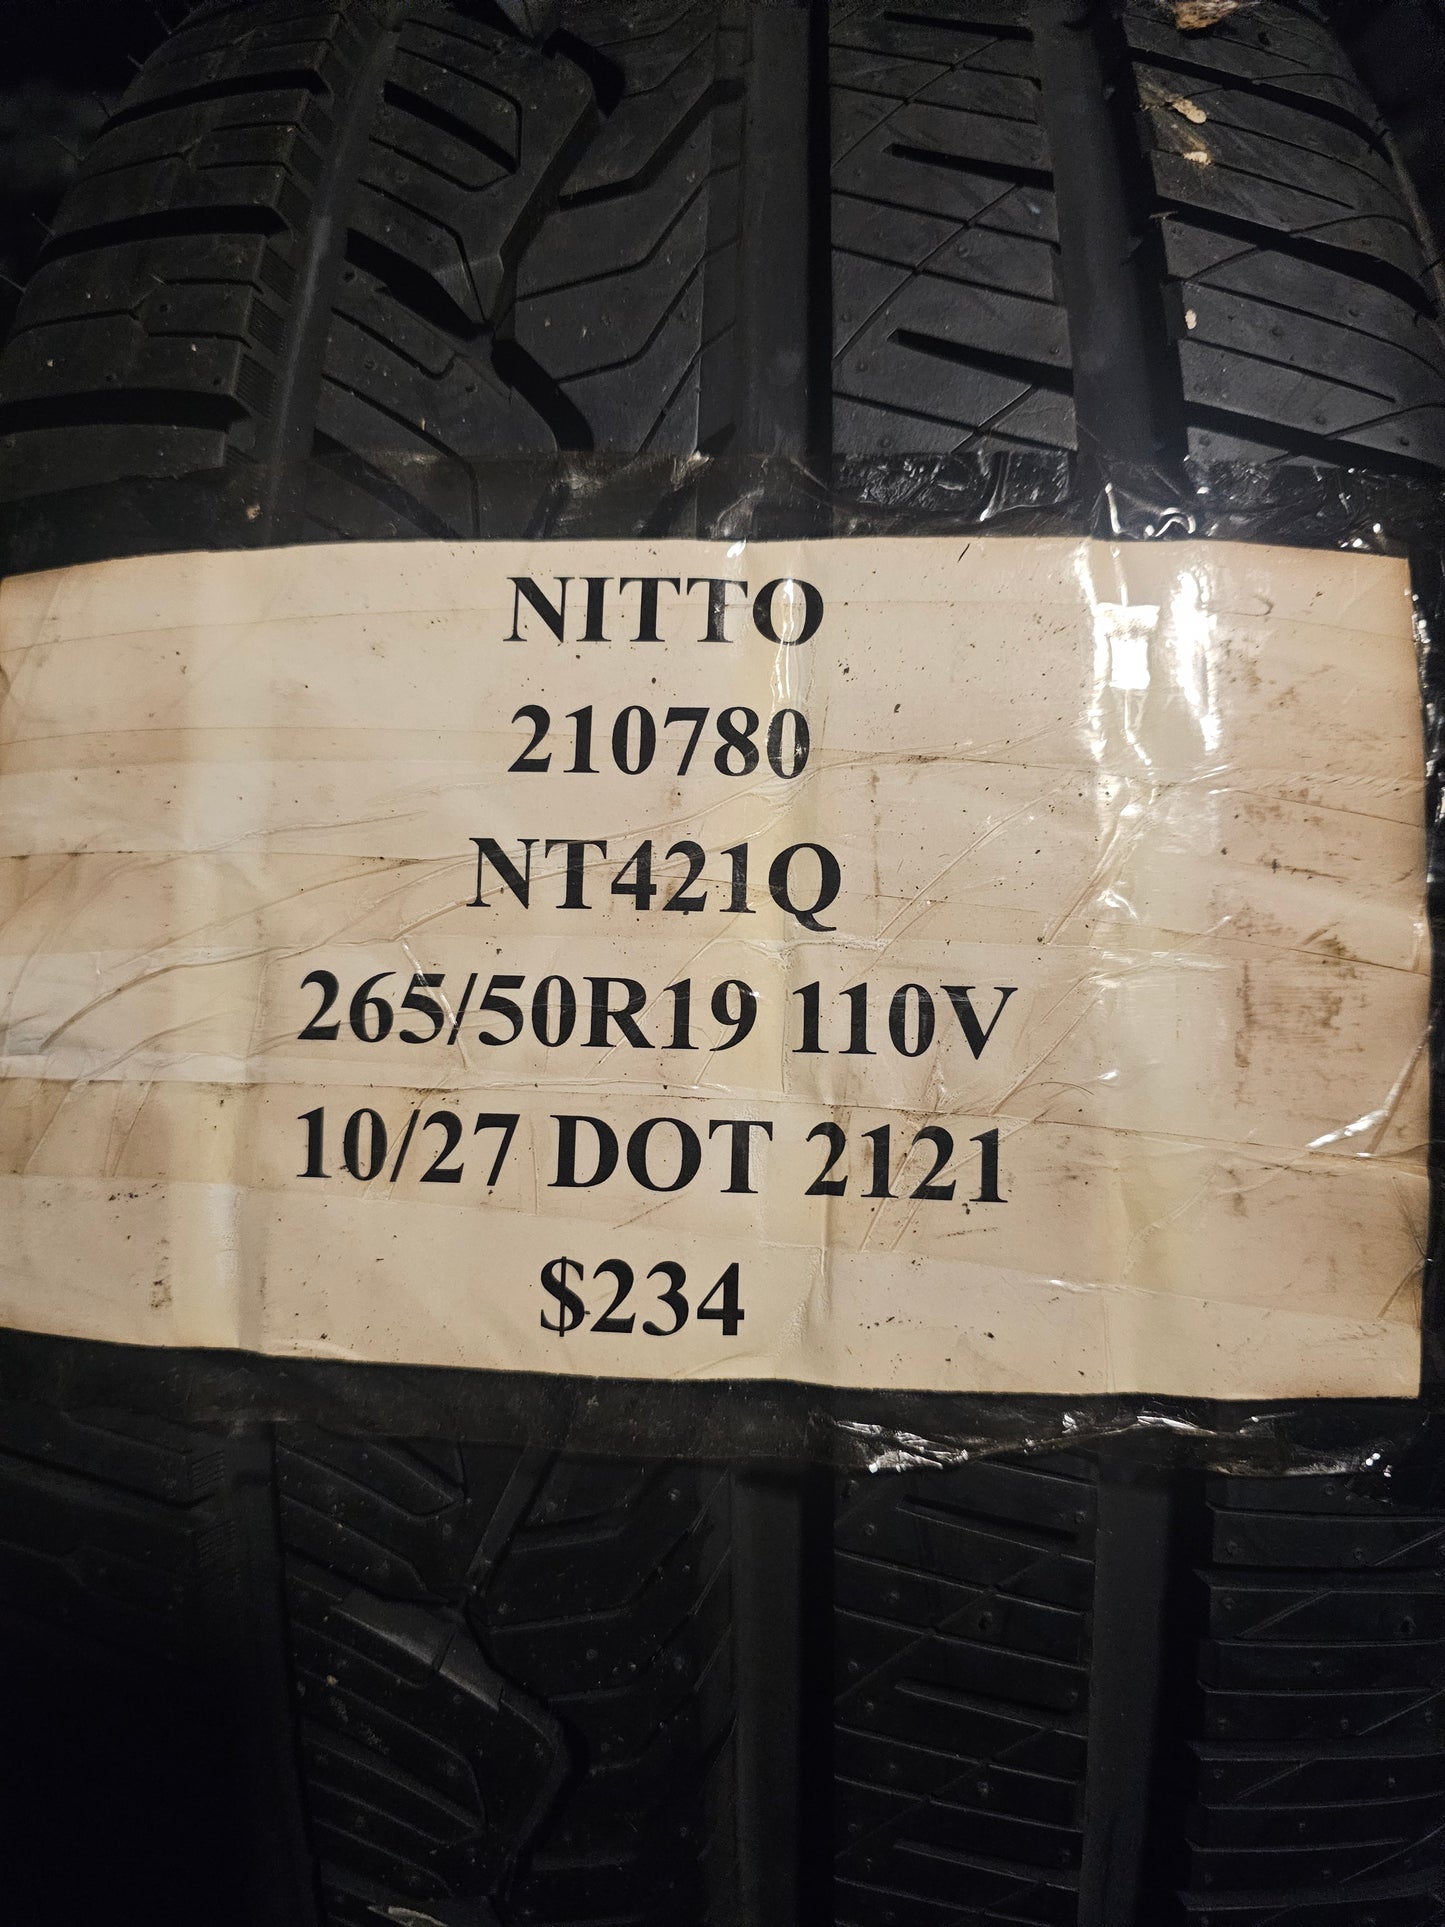 NITTO
210780
NT421Q
265/50R19 110V
10/27 DOT 2121
$234